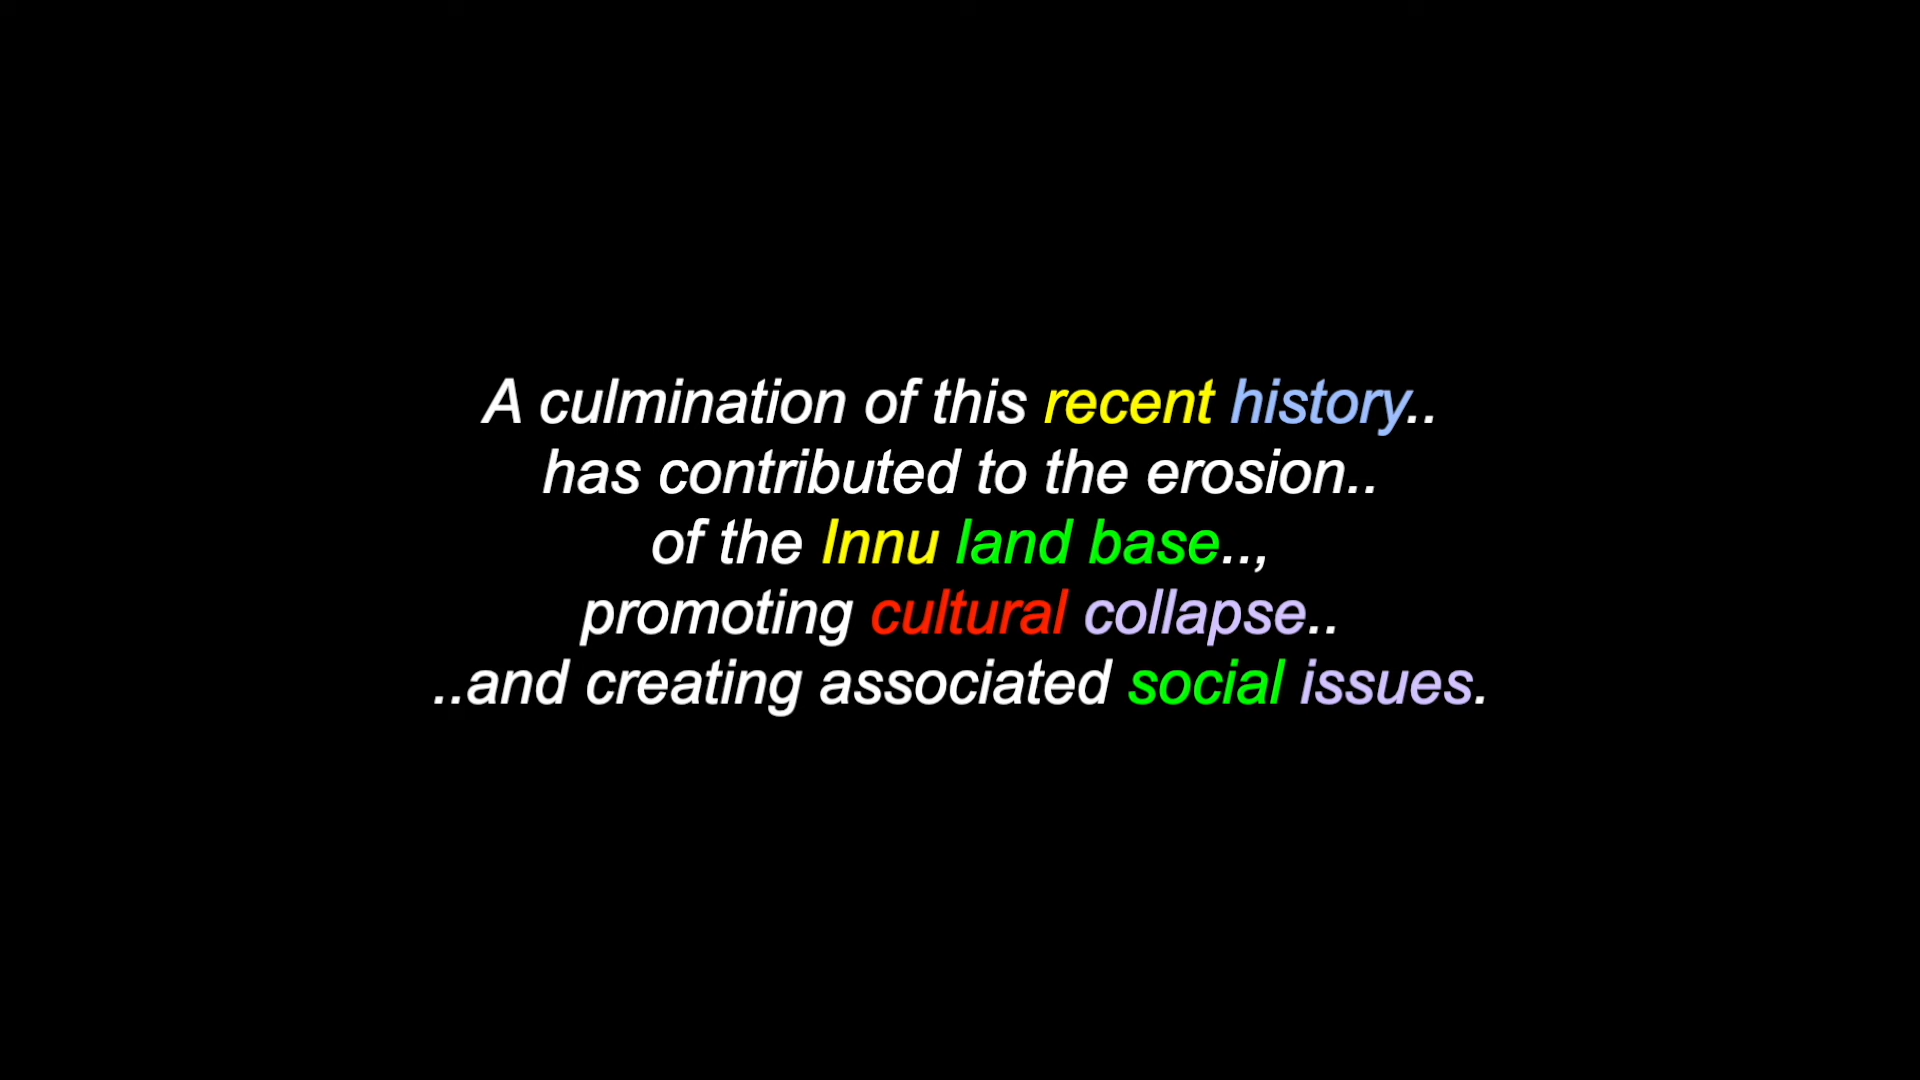 A culmination of this recent history..
has contributed to the erosion..
of the Innu land base..,
promoting cultural collapse..
..and creating associated social issues.